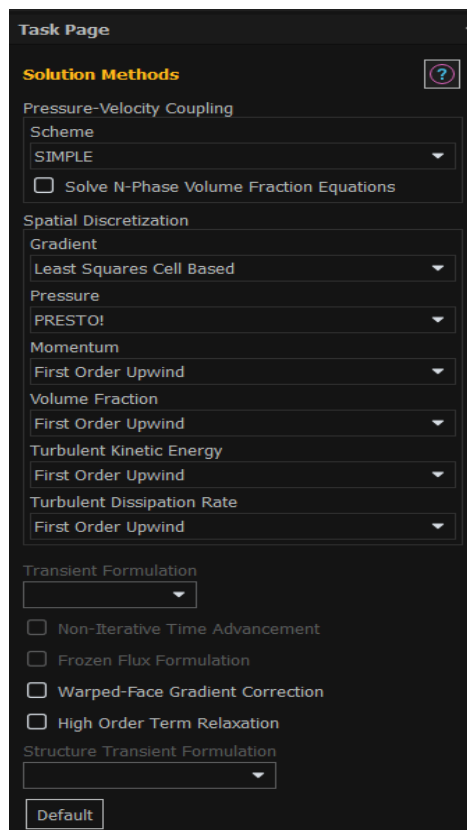 Task Page
Solution Methods
?
Pressure-Velocity Coupling
Scheme
SIMPLE
Solve N-Phase Volume Fraction Equations
Spatial Discretization
Gradient
Least Squares Cell Based
Pressure
PRESTO!
Momentum
First Order Upwind
Volume Fraction
First Order Upwind
Turbulent Kinetic Energy
First Order Upwind
Turbulent Dissipation Rate
First Order Upwind
Transient Formulation
Non-Iterative Time Advancement
Frozen Flux Formulation
Warped-Face Gradient Correction
High Order Term Relaxation
Structure Transient Formulation
Default